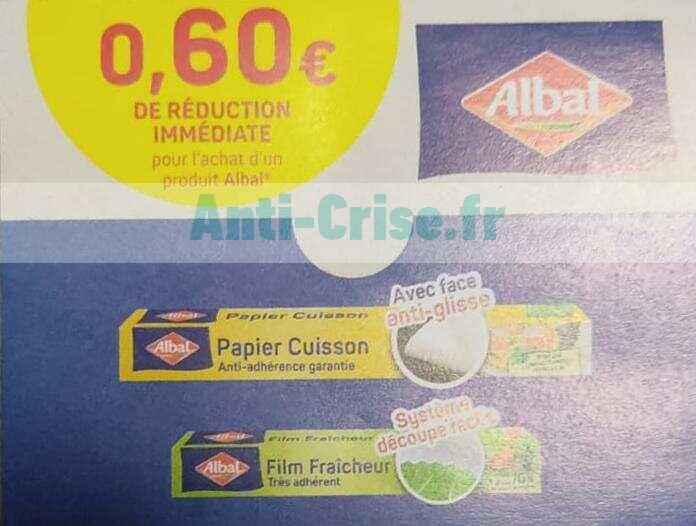 0,60€
DE RÉDUCTION
IMMÉDIATE
pour l'achat d'un
produit Albal*
Albal
Anti-Crise.fr
Albal
Papier Cuisson
Avec face
anti-glisse
Albal
Papier Cuisson
Anti-adhérence garantie
Système
découpe facile
Albal
Film Fraîcheur
Albal
Film Fraîcheur
Très adhérent